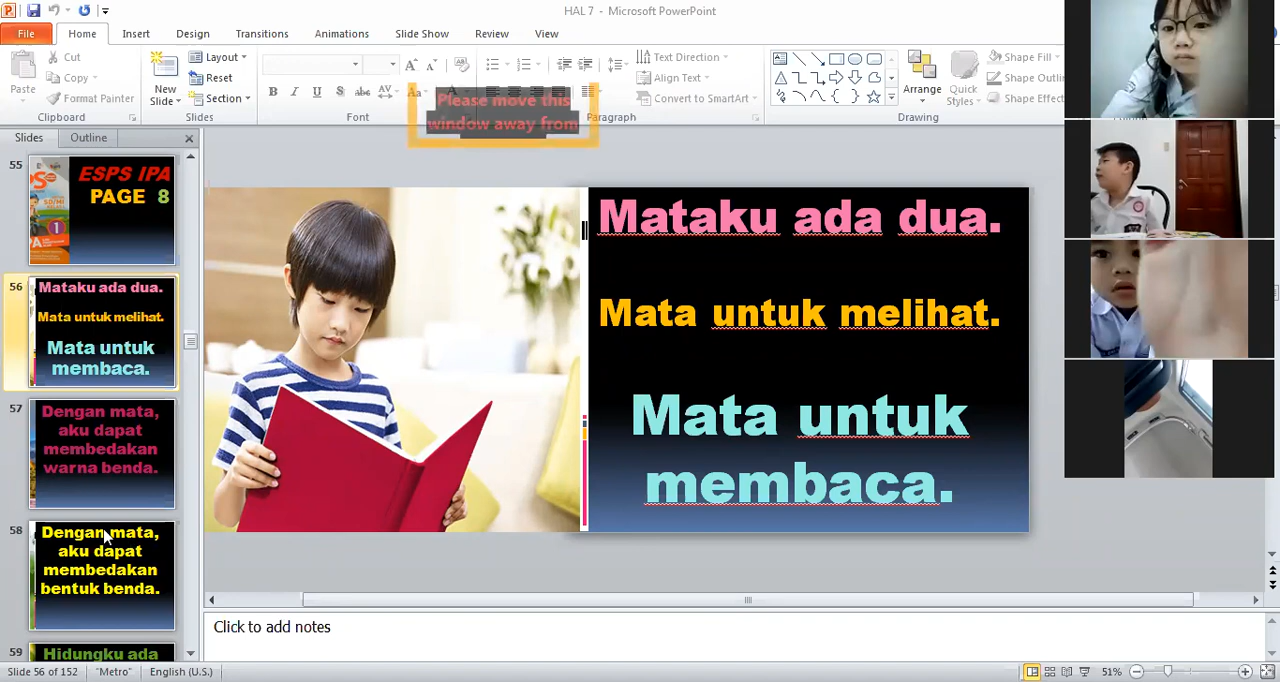 HAL 7 - Microsoft PowerPoint
File Home Insert Design Transitions Animations Slide Show Review View
Cut
Copy
Format Painter
Paste
Clipboard
New Slide
Layout
Reset
Section
Slides
Font
Text Direction
Align Text
Convert to SmartArt
Paragraph
Arrange
Quick Styles
Shape Fill
Shape Outli
Shape Effec
Drawing
Please move this
window away from
Slides Outline
55
ESPS IPA
PAGE 8
56
Mataku ada dua.
Mata untuk melihat.
Mata untuk
membaca.
57
Dengan mata,
aku dapat
membedakan
warna benda.
58
Dengan mata,
aku dapat
membedakan
bentuk benda.
59
Hidungku ada
Mataku ada dua.
Mata untuk melihat.
Mata untuk
membaca.
Click to add notes
Slide 56 of 152 "Metro" English (U.S.) 51%